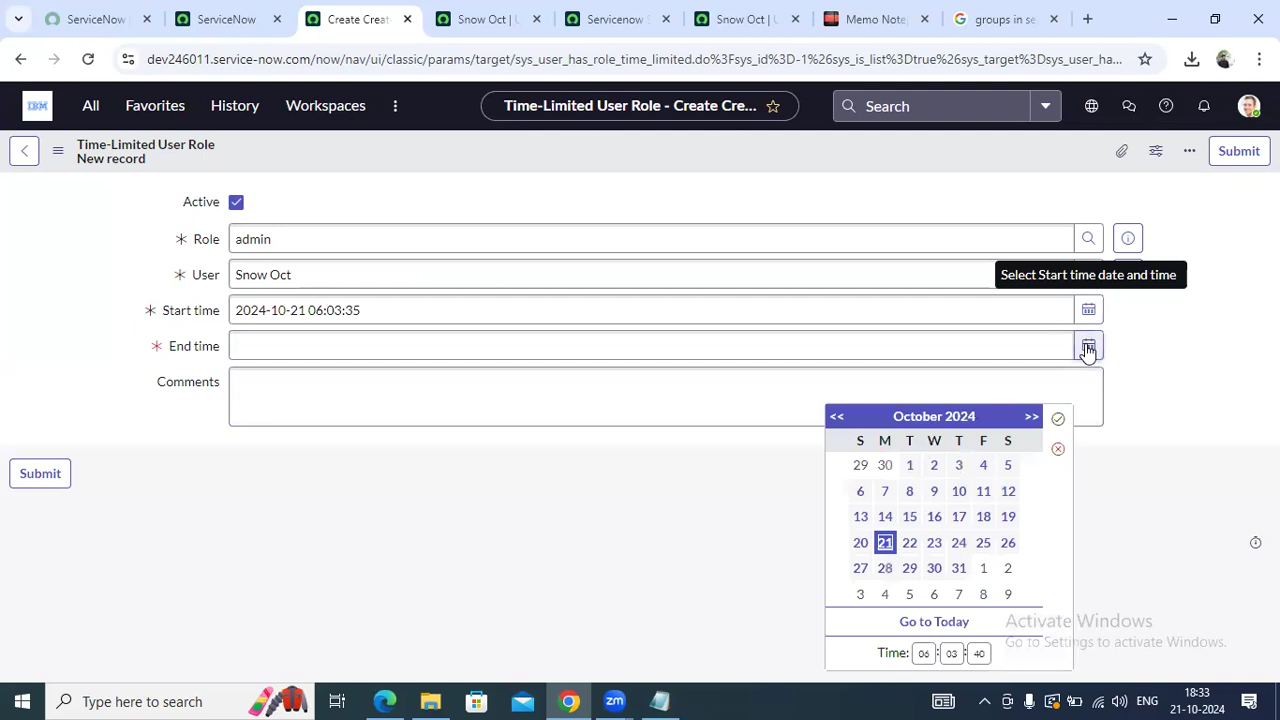 ServiceNow
ServiceNow
Create Creat
Snow Oct | U
Servicenow S
Snow Oct | U
Memo Note
groups in se
dev246011.service-now.com/now/nav/ui/classic/params/target/sys_user_has_role_time_limited.do%3Fsys_id%3D-1%26sys_is_list%3Dtrue%26sys_target%3Dsys_user_ha...
IBM
All
Favorites
History
Workspaces
Time-Limited User Role - Create Cre...
Search
Time-Limited User Role
New record
Submit
Active
Role
admin
User
Snow Oct
Select Start time date and time
Start time
2024-10-21 06:03:35
End time
Comments
Submit
<< October 2024 >>
S M T W T F S
29 30 1 2 3 4 5
6 7 8 9 10 11 12
13 14 15 16 17 18 19
20 21 22 23 24 25 26
27 28 29 30 31 1 2
3 4 5 6 7 8 9
Go to Today
Time: 06 : 03 : 40
Activate Windows
Go to Settings to activate Windows.
Type here to search
zm
ENG
18:33
21-10-2024